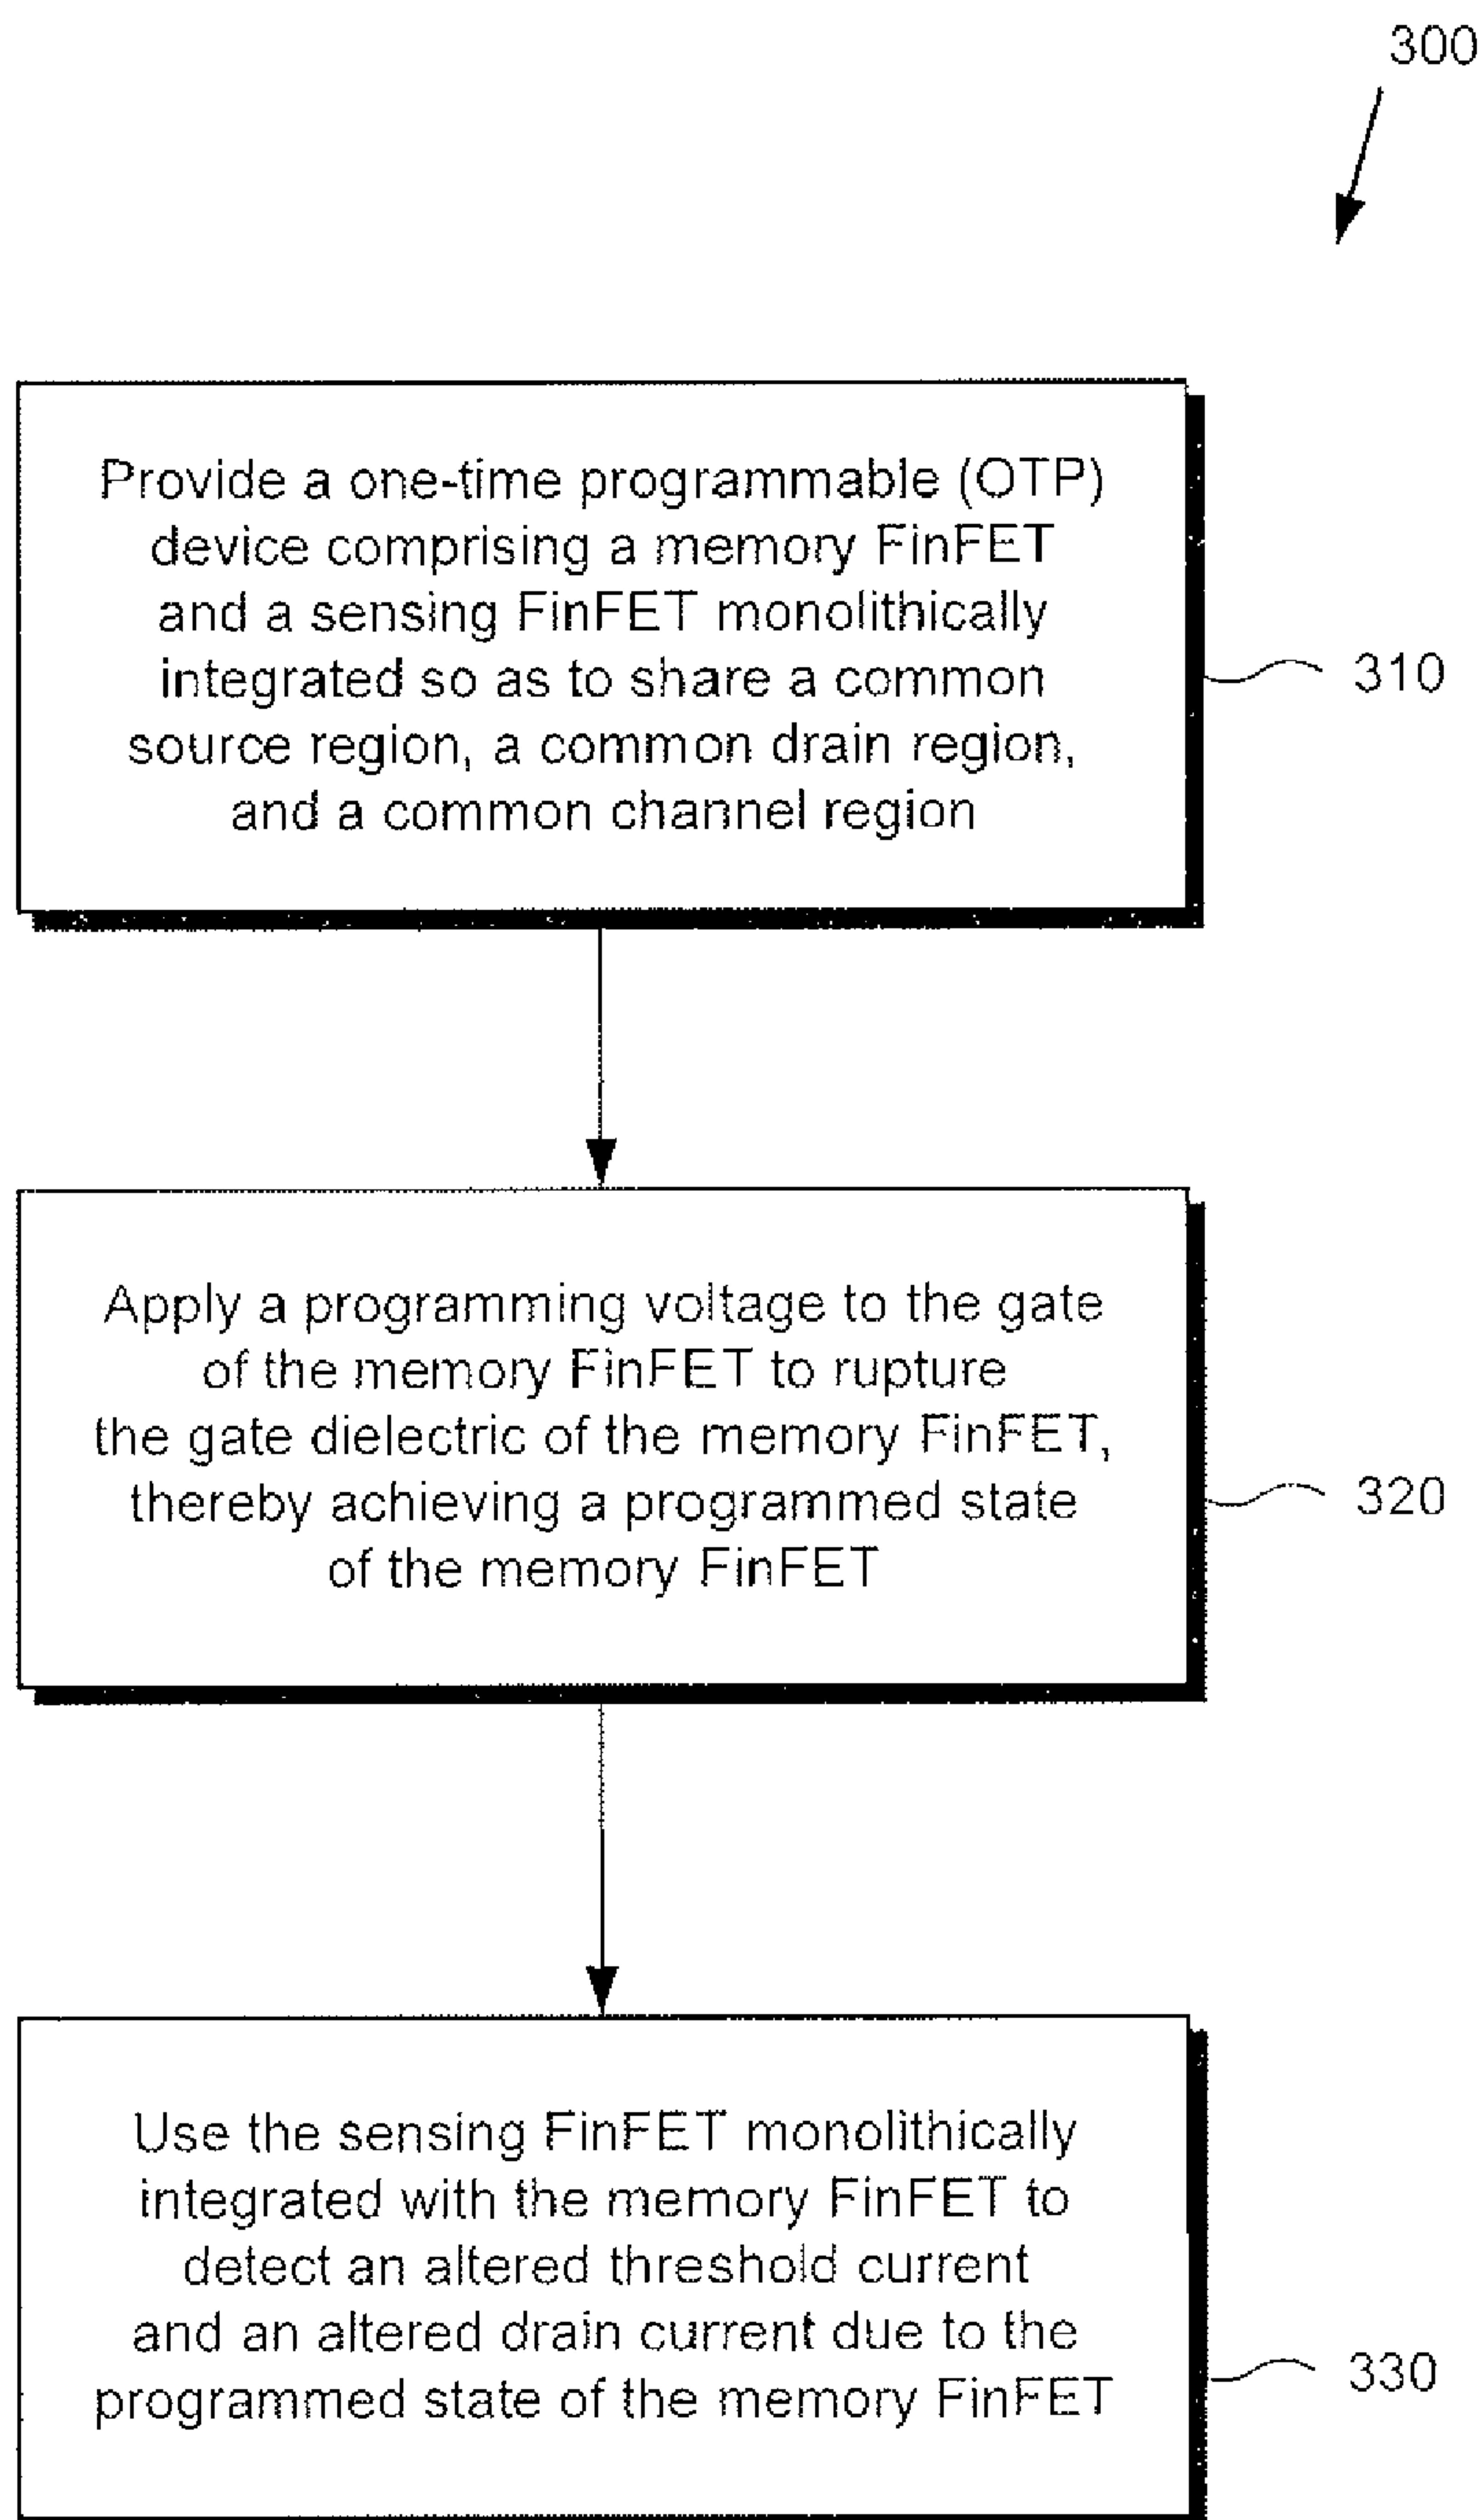 300
Provide a one-time programmable (OTP)
device comprising a memory FinFET
and a sensing FinFET monolithically
integrated so as to share a common
source region, a common drain region,
and a common channel region
310
Apply a programming voltage to the gate
of the memory FinFET to rupture
the gate dielectric of the memory FinFET,
thereby achieving a programmed state
of the memory FinFET
320
Use the sensing FinFET monolithically
integrated with the memory FinFET to
detect an altered threshold current
and an altered drain current due to the
programmed state of the memory FinFET
330